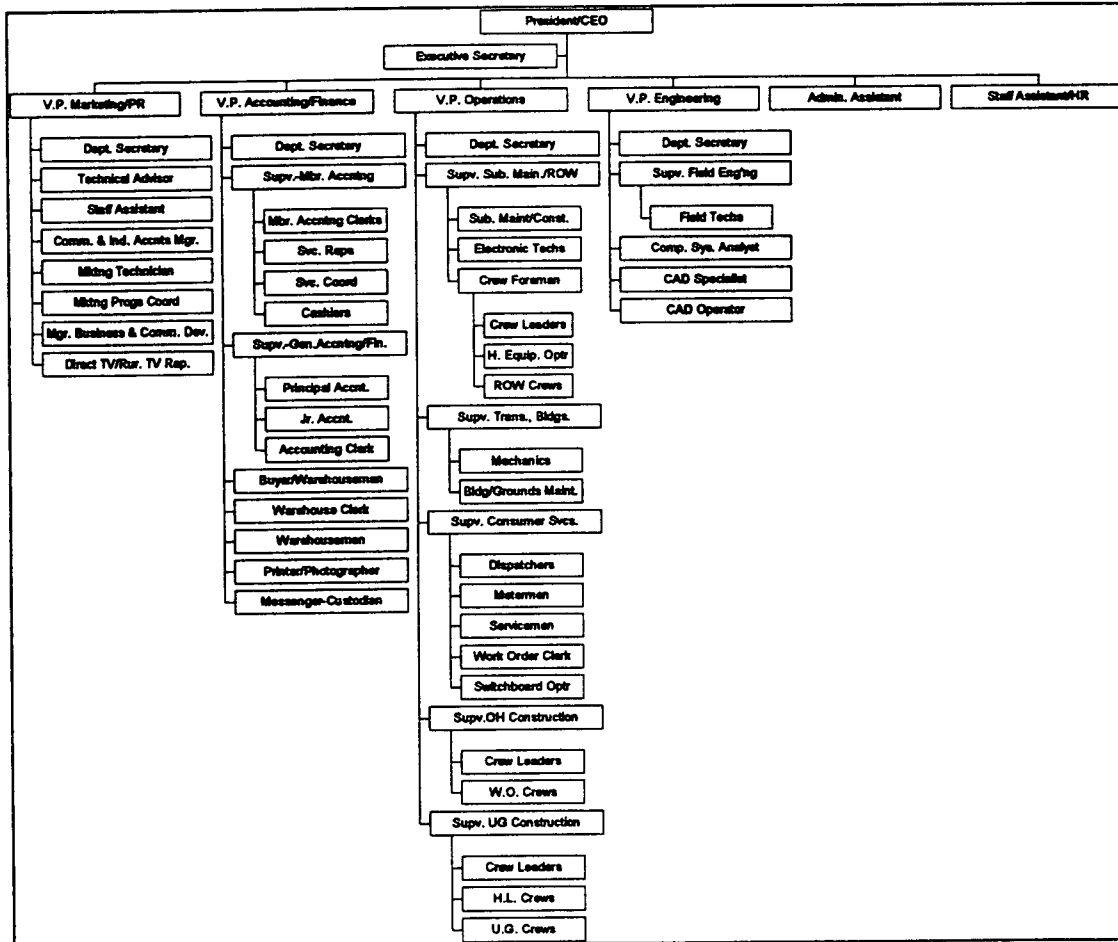 President/CEO
Executive Secretary
V.P. Marketing/PR
Dept. Secretary
Technical Advisor
Staff Assistant
Comm. & Ind. Accnts Mgr.
Mktng Technician
Mktng Progs Coord
Mgr. Business & Comm. Dev.
Direct TV/Rur. TV Rep.
V.P. Accounting/Finance
Dept. Secretary
Supv.-Mbr. Accnting
Mbr. Accnting Clerks
Svc. Reps
Svc. Coord
Cashiers
Supv.-Gen.Accnting/Fin.
Principal Accnt.
Jr. Accnt.
Accounting Clerk
Buyer/Warehouseman
Warehouse Clerk
Warehousemen
Printer/Photographer
Messenger-Custodian
V.P. Operations
Dept. Secretary
Supv. Sub. Main./ROW
Sub. Maint/Const.
Electronic Techs
Crew Foreman
Crew Leaders
H. Equip. Optr
ROW Crews
Supv. Trans., Bldgs.
Mechanics
Bldg/Grounds Maint.
Supv. Consumer Svcs.
Dispatchers
Metermen
Servicemen
Work Order Clerk
Switchboard Optr
Supv.OH Construction
Crew Leaders
W.O. Crews
Supv. UG Construction
Crew Leaders
H.L. Crews
U.G. Crews
V.P. Engineering
Dept. Secretary
Supv. Field Eng'ng
Field Techs
Comp. Sys. Analyst
CAD Specialist
CAD Operator
Admin. Assistant
Staff Assistant/HR